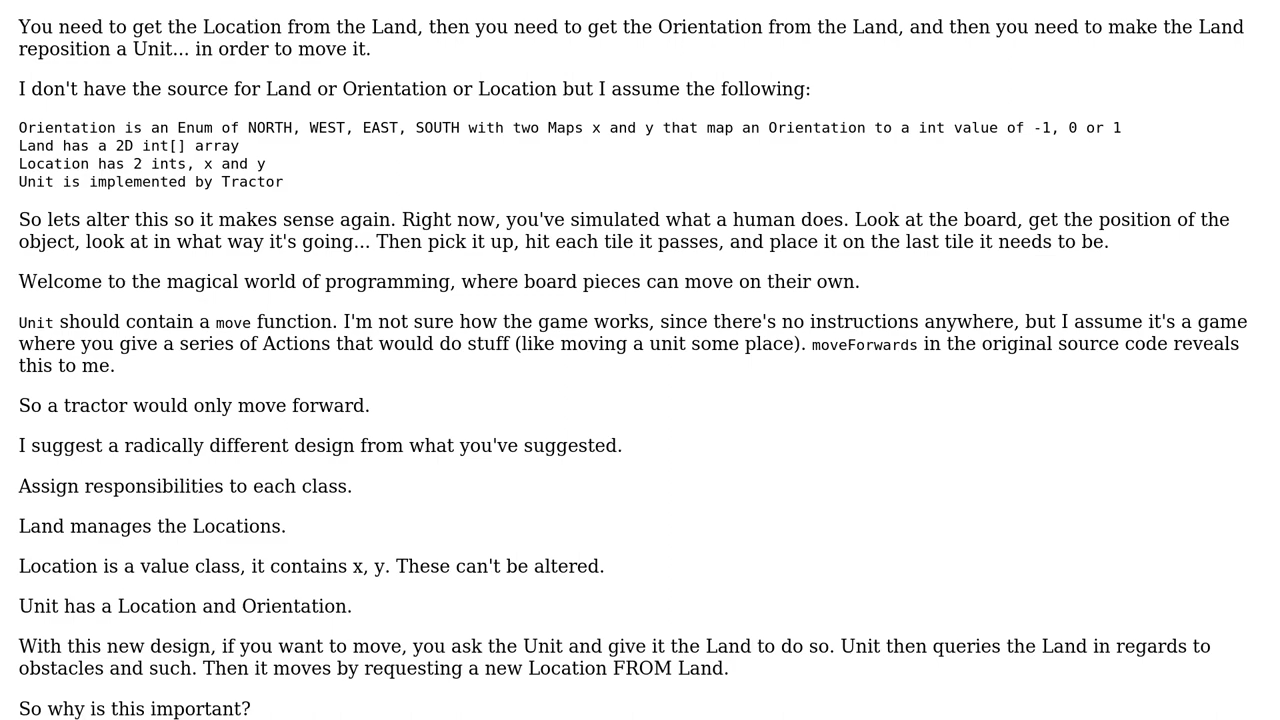 You need to get the Location from the Land, then you need to get the Orientation from the Land, and then you need to make the Land
reposition a Unit... in order to move it.
I don't have the source for Land or Orientation or Location but I assume the following:
Orientation is an Enum of NORTH, WEST, EAST, SOUTH with two Maps x and y that map an Orientation to a int value of -1, 0 or 1
Land has a 2D int[] array
Location has 2 ints, x and y
Unit is implemented by Tractor
So lets alter this so it makes sense again. Right now, you've simulated what a human does. Look at the board, get the position of the
object, look at in what way it's going... Then pick it up, hit each tile it passes, and place it on the last tile it needs to be.
Welcome to the magical world of programming, where board pieces can move on their own.
Unit should contain a move function. I'm not sure how the game works, since there's no instructions anywhere, but I assume it's a game
where you give a series of Actions that would do stuff (like moving a unit some place). moveForwards in the original source code reveals
this to me.
So a tractor would only move forward.
I suggest a radically different design from what you've suggested.
Assign responsibilities to each class.
Land manages the Locations.
Location is a value class, it contains x, y. These can't be altered.
Unit has a Location and Orientation.
With this new design, if you want to move, you ask the Unit and give it the Land to do so. Unit then queries the Land in regards to
obstacles and such. Then it moves by requesting a new Location FROM Land.
So why is this important?